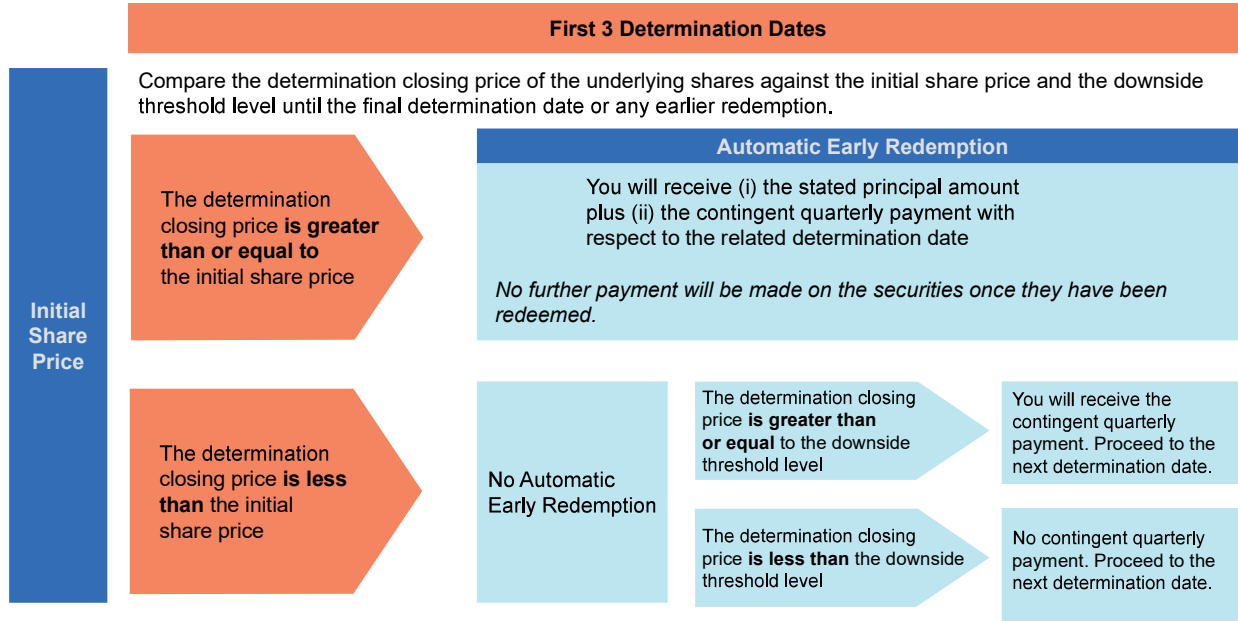 First 3 Determination Dates
Initial
Share
Price
Compare the determination closing price of the underlying shares against the initial share price and the downside
threshold level until the final determination date or any earlier redemption.
The determination
closing price is greater
than or equal to
the initial share price
Automatic Early Redemption
You will receive (i) the stated principal amount
plus (ii) the contingent quarterly payment with
respect to the related determination date
No further payment will be made on the securities once they have been
redeemed.
The determination
closing price is less
than the initial
share price
No Automatic
Early Redemption
The determination closing
price is greater than
or equal to the downside
threshold level
You will receive the
contingent quarterly
payment. Proceed to the
next determination date.
The determination closing
price is less than the downside
threshold level
No contingent quarterly
payment. Proceed to the
next determination date.